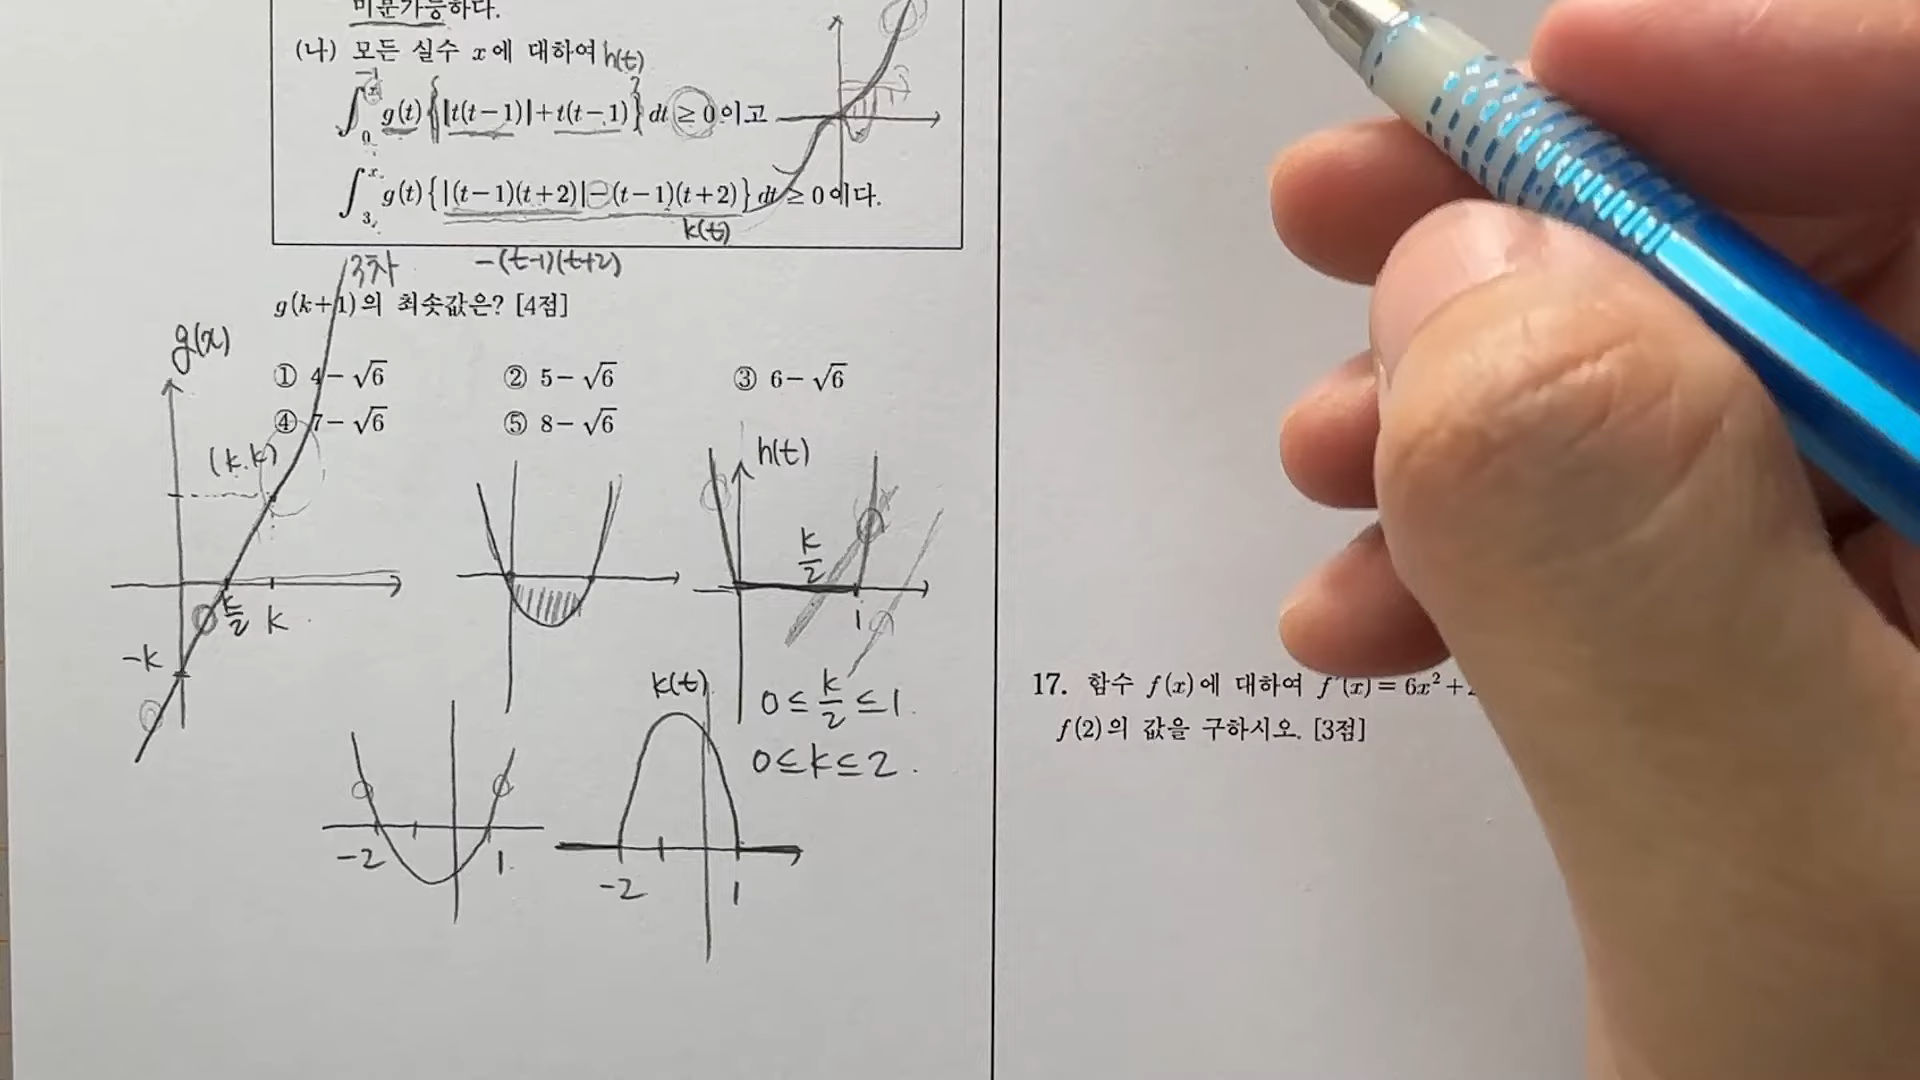 미분가능하다.
(나) 모든 실수 x에 대하여 h(t)
-1
∫₀ˣ g(t){|t(t-1)|+t(t-1)}dt≥0이고
∫₃ˣ g(t){|(t-1)(t+2)|-(t-1)(t+2)}dt≥0이다.
k(t)
3차
-(t-1)(t+2)
g(k+1)의 최솟값은? [4점]
g(x)
① 4-√6
② 5-√6
③ 6-√6
④ 7-√6
⑤ 8-√6
(k.k)
k/2
k
-k
h(t)
k/2
1
0≤k/2≤1.
0≤k≤2.
-2
1
k(t)
-2
1
17. 함수 f(x)에 대하여 f'(x)=6x²+
f(2)의 값을 구하시오. [3점]